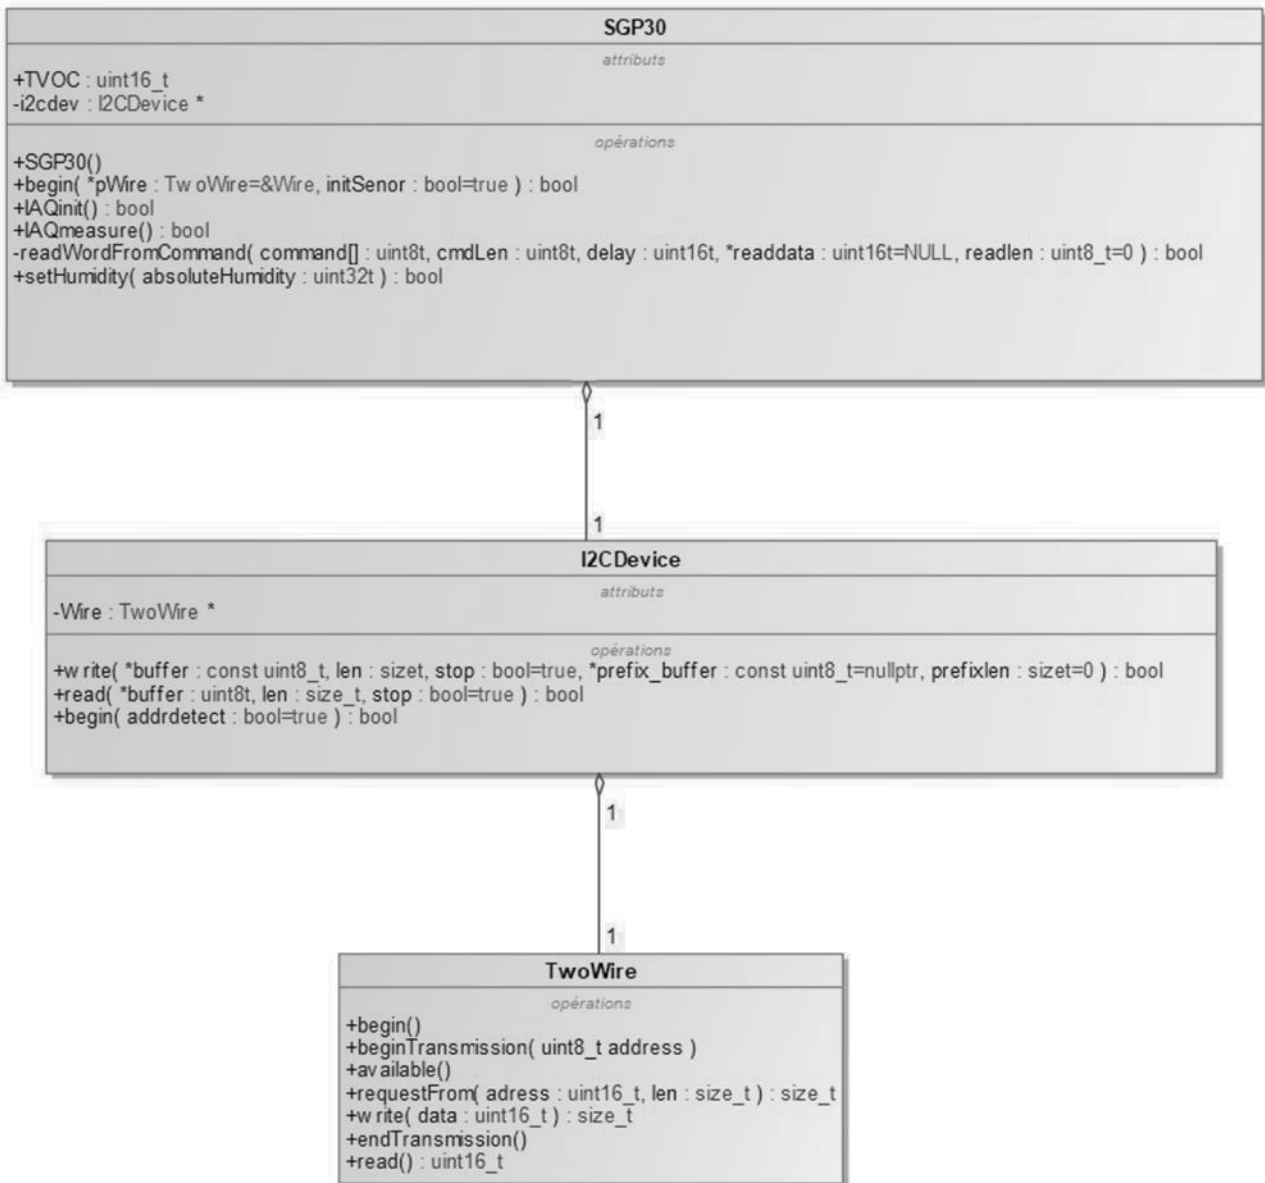 SGP30
attributs
+TVOC : uint16_t
-i2cdev : I2CDevice *
opérations
+SGP30()
+begin( *pWire : TwoWire=&Wire, initSenor : bool=true ) : bool
+IAQinit() : bool
+IAQmeasure() : bool
-readWordFromCommand( command[] : uint8t, cmdLen : uint8t, delay : uint16t, *readdata : uint16t=NULL, readlen : uint8_t=0 ) : bool
+setHumidity( absoluteHumidity : uint32t ) : bool
1
1
I2CDevice
attributs
-Wire : TwoWire *
opérations
+write( *buffer : const uint8_t, len : sizet, stop : bool=true, *prefix_buffer : const uint8_t=nullptr, prefixlen : sizet=0 ) : bool
+read( *buffer : uint8t, len : size_t, stop : bool=true ) : bool
+begin( addrdetect : bool=true ) : bool
1
1
TwoWire
opérations
+begin()
+beginTransmission( uint8_t address )
+available()
+requestFrom( adress : uint16_t, len : size_t ) : size_t
+write( data : uint16_t ) : size_t
+endTransmission()
+read() : uint16_t